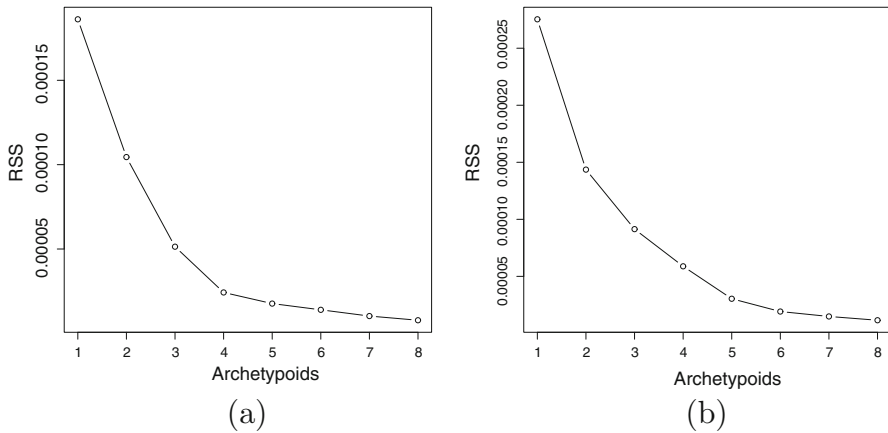 RSS
0.00005 0.00010 0.00015
1 2 3 4 5 6 7 8
Archetypoids
(a)
RSS
0.00005 0.00010 0.00015 0.00020 0.00025
1 2 3 4 5 6 7 8
Archetypoids
(b)